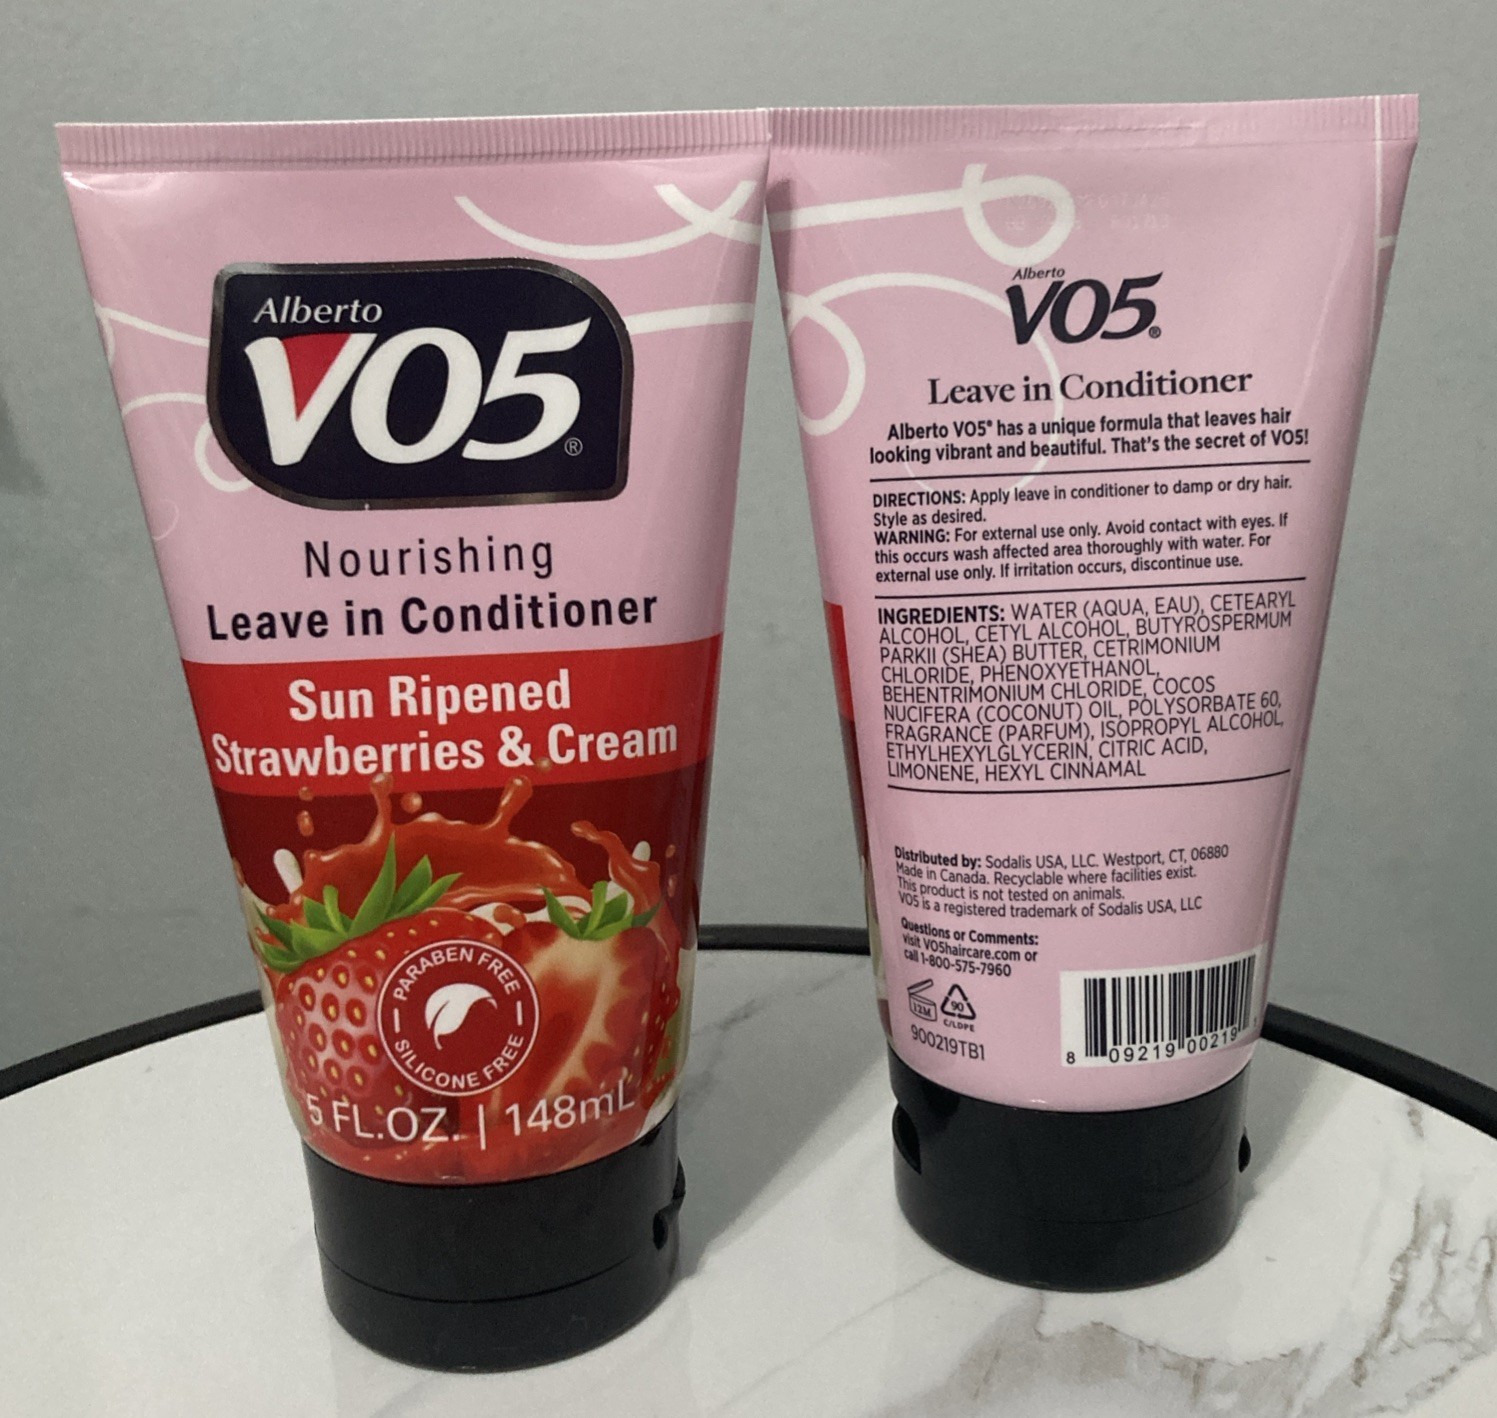 Alberto
VO5®
Nourishing
Leave in Conditioner
Sun Ripened
Strawberries & Cream
PARABEN FREE
SILICONE FREE
5 FL.OZ. | 148mL
Alberto
VO5®
Leave in Conditioner
Alberto VO5® has a unique formula that leaves hair
looking vibrant and beautiful. That's the secret of VO5!
DIRECTIONS: Apply leave in conditioner to damp or dry hair.
Style as desired.
WARNING: For external use only. Avoid contact with eyes. If
this occurs wash affected area thoroughly with water. For
external use only. If irritation occurs, discontinue use.
INGREDIENTS: WATER (AQUA, EAU), CETEARYL
ALCOHOL, CETYL ALCOHOL, BUTYROSPERMUM
PARKII (SHEA) BUTTER, CETRIMONIUM
CHLORIDE, PHENOXYETHANOL,
BEHENTRIMONIUM CHLORIDE, COCOS
NUCIFERA (COCONUT) OIL, POLYSORBATE 60,
FRAGRANCE (PARFUM), ISOPROPYL ALCOHOL,
ETHYLHEXYLGLYCERIN, CITRIC ACID,
LIMONENE, HEXYL CINNAMAL
Distributed by: Sodalis USA, LLC. Westport, CT, 06880
Made in Canada. Recyclable where facilities exist.
This product is not tested on animals.
VO5 is a registered trademark of Sodalis USA, LLC
Questions or Comments:
visit VO5haircare.com or
call 1-800-575-7960
12M
90
C/LDPE
900219TB1
8 09219 00219 1